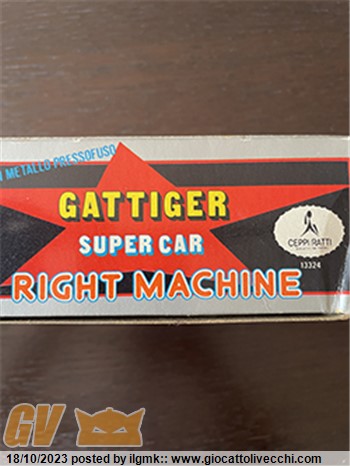 METALLO PRESSOFUSO
GATTIGER
SUPER CAR
RIGHT MACHINE
CEPPI RATTI
13324
GV
18/10/2023 posted by ilgmk:: www.giocattolivecchi.com